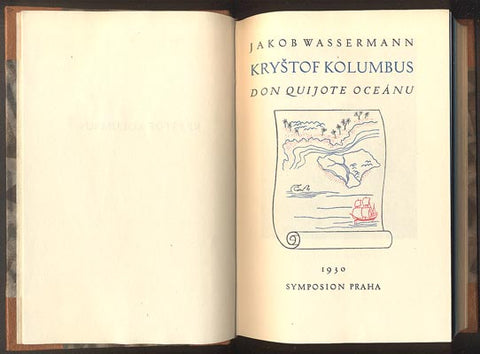 JAKOB WASSERMANN
KRYŠTOF KOLUMBUS
DON QUIJOTE OCEÁNU
1930
SYMPOSION PRAHA